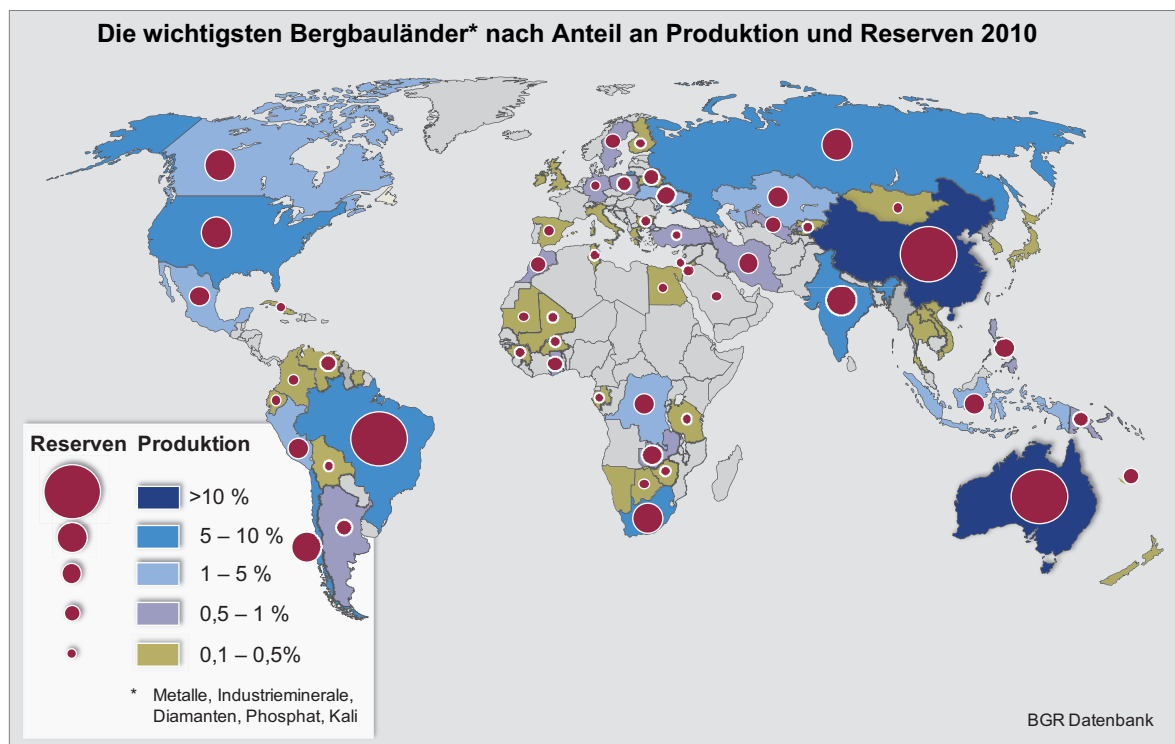 Die wichtigsten Bergbauländer* nach Anteil an Produktion und Reserven 2010
Reserven Produktion
>10 %
5 – 10 %
1 – 5 %
0,5 – 1 %
0,1 – 0,5%
* Metalle, Industrieminerale,
Diamanten, Phosphat, Kali
BGR Datenbank